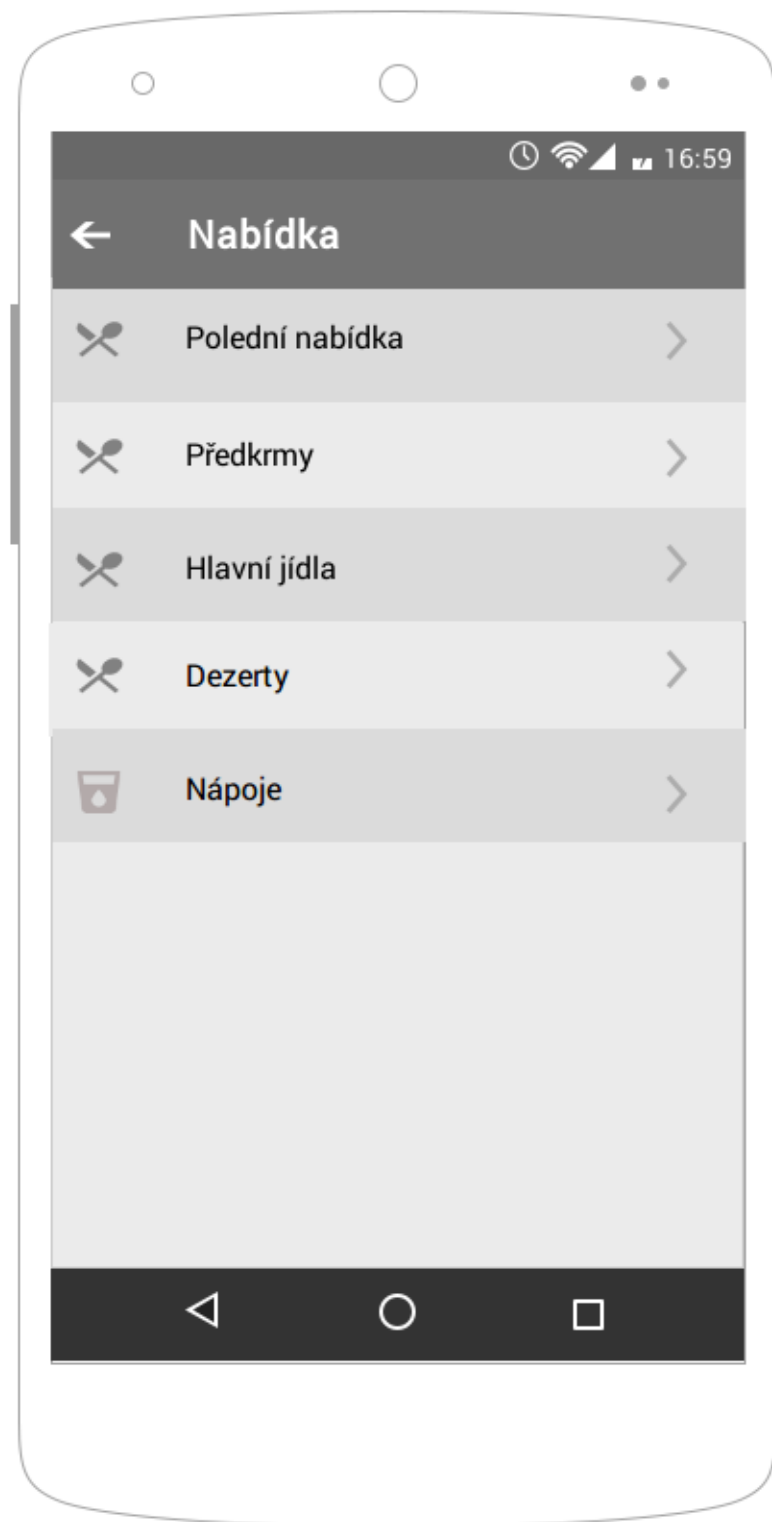 16:59
Nabídka
Polední nabídka
Předkrmy
Hlavní jídla
Dezerty
Nápoje